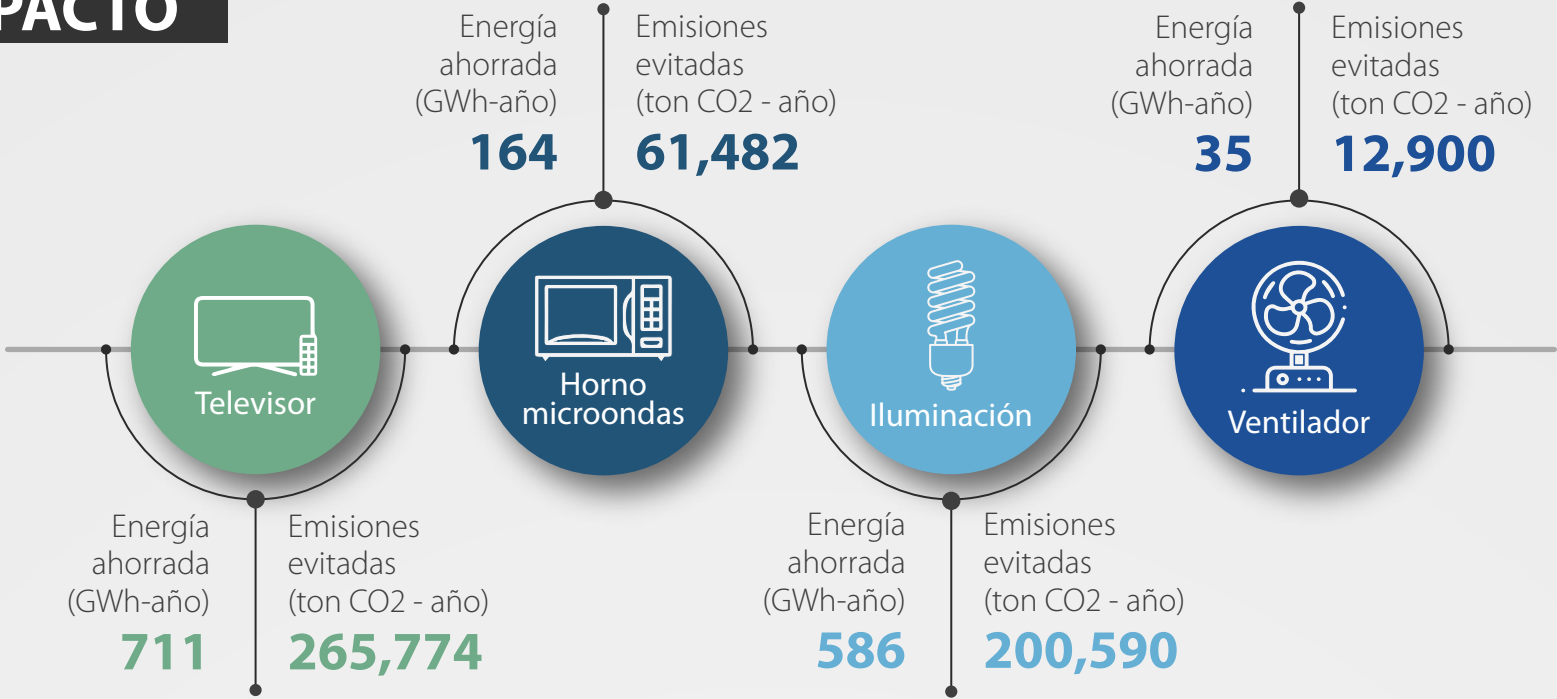 PACTO
Energía
ahorrada
(GWh-año)
164
Emisiones
evitadas
(ton CO2 - año)
61,482
Energía
ahorrada
(GWh-año)
35
Emisiones
evitadas
(ton CO2 - año)
12,900
Televisor
Horno
microondas
Iluminación
Ventilador
Energía
ahorrada
(GWh-año)
711
Emisiones
evitadas
(ton CO2 - año)
265,774
Energía
ahorrada
(GWh-año)
586
Emisiones
evitadas
(ton CO2 - año)
200,590